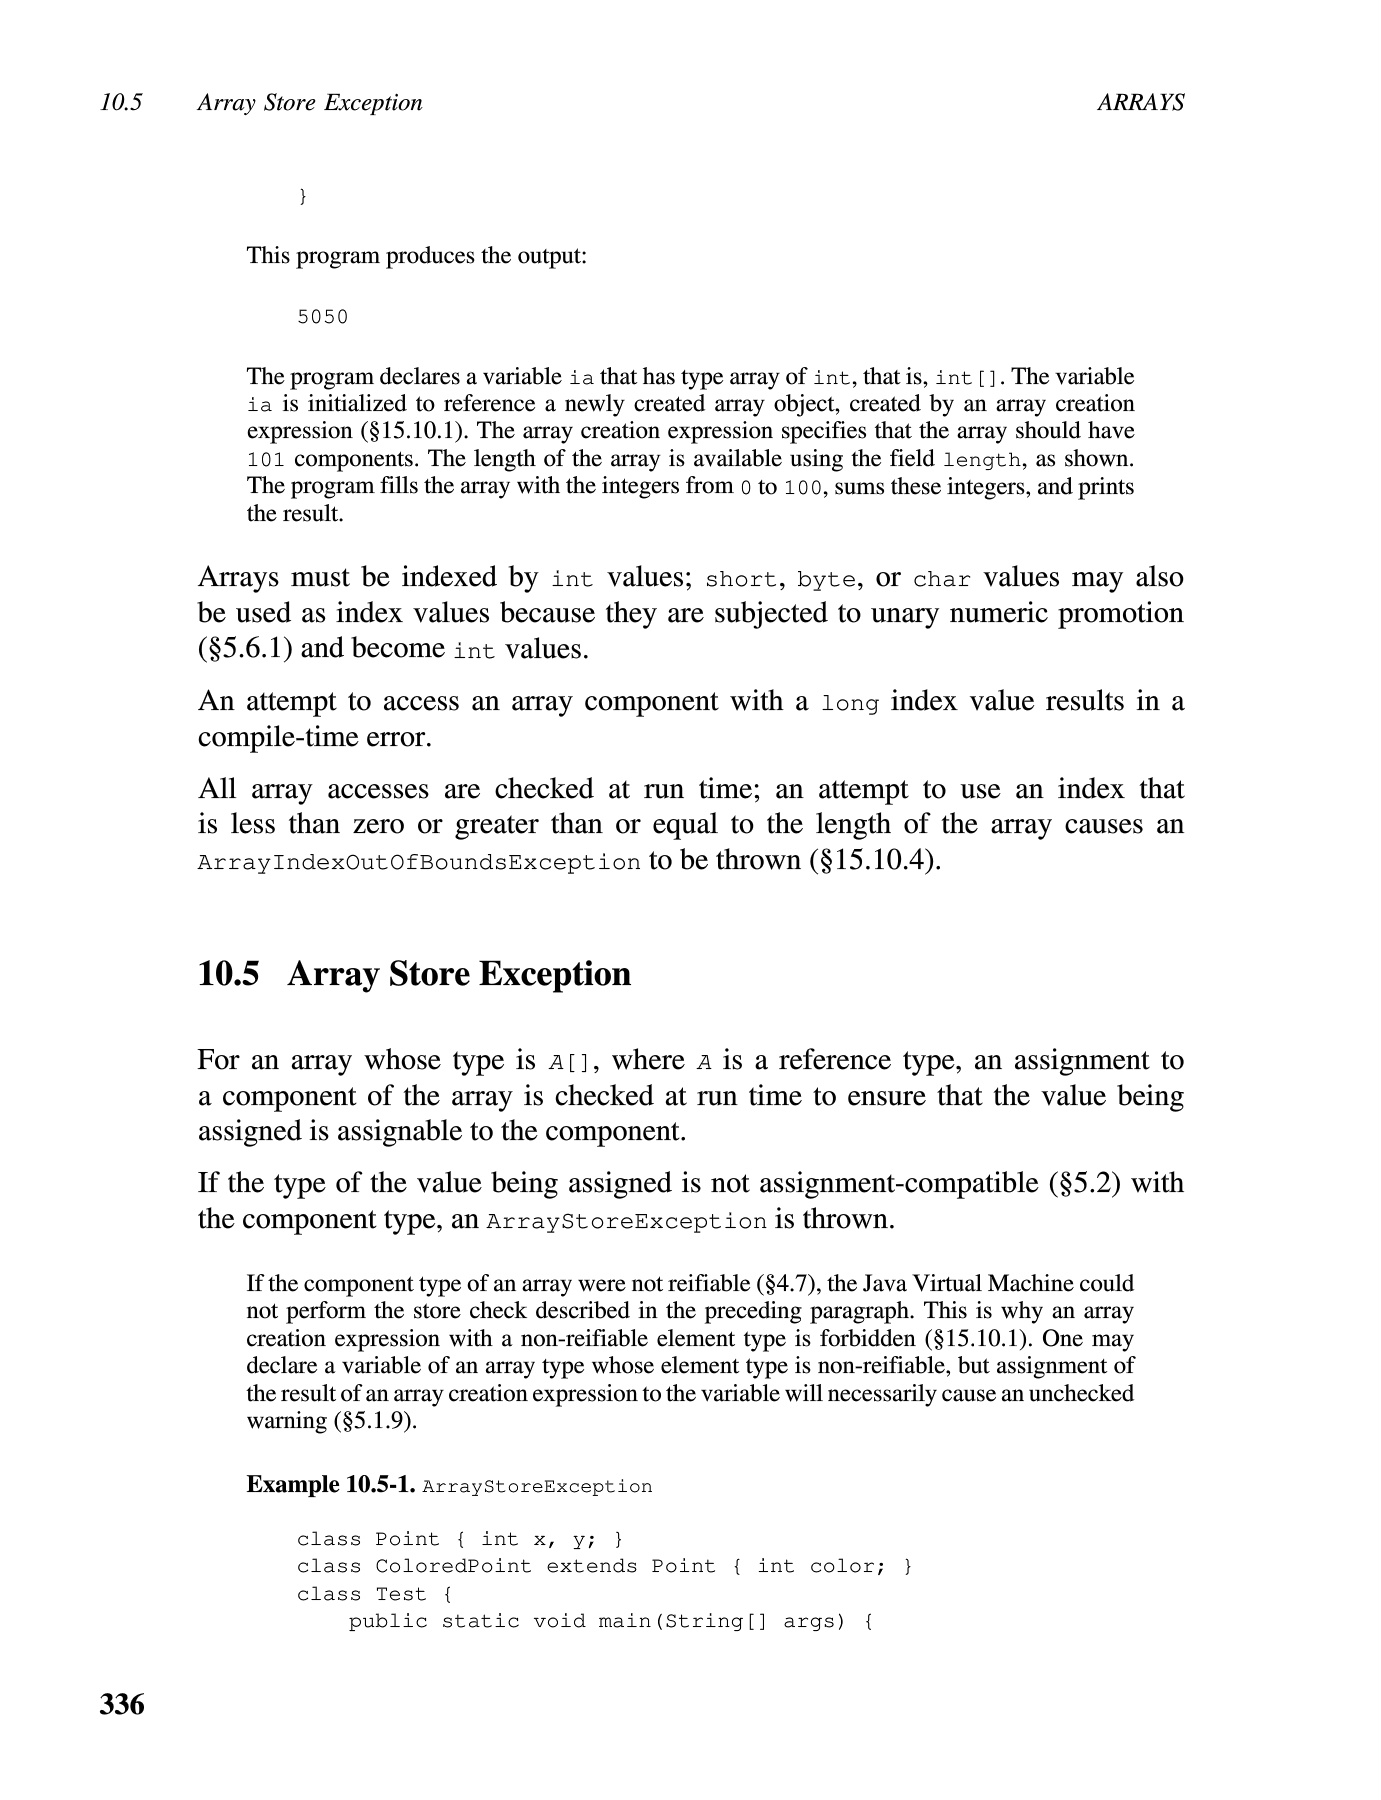 10.5 Array Store Exception ARRAYS
}
This program produces the output:
5050
The program declares a variable ia that has type array of int, that is, int[]. The variable
ia is initialized to reference a newly created array object, created by an array creation
expression (§15.10.1). The array creation expression specifies that the array should have
101 components. The length of the array is available using the field length, as shown.
The program fills the array with the integers from 0 to 100, sums these integers, and prints
the result.
Arrays must be indexed by int values; short, byte, or char values may also
be used as index values because they are subjected to unary numeric promotion
(§5.6.1) and become int values.
An attempt to access an array component with a long index value results in a
compile-time error.
All array accesses are checked at run time; an attempt to use an index that
is less than zero or greater than or equal to the length of the array causes an
ArrayIndexOutOfBoundsException to be thrown (§15.10.4).
10.5 Array Store Exception
For an array whose type is A[], where A is a reference type, an assignment to
a component of the array is checked at run time to ensure that the value being
assigned is assignable to the component.
If the type of the value being assigned is not assignment-compatible (§5.2) with
the component type, an ArrayStoreException is thrown.
If the component type of an array were not reifiable (§4.7), the Java Virtual Machine could
not perform the store check described in the preceding paragraph. This is why an array
creation expression with a non-reifiable element type is forbidden (§15.10.1). One may
declare a variable of an array type whose element type is non-reifiable, but assignment of
the result of an array creation expression to the variable will necessarily cause an unchecked
warning (§5.1.9).
Example 10.5-1. ArrayStoreException
class Point { int x, y; }
class ColoredPoint extends Point { int color; }
class Test {
public static void main(String[] args) {
336